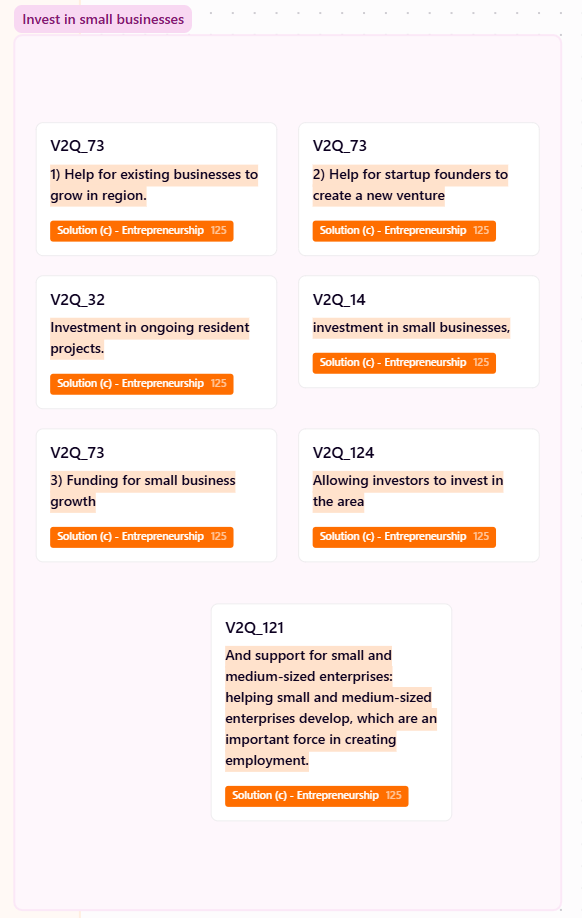 Invest in small businesses
V2Q_73
1) Help for existing businesses to
grow in region.
Solution (c) - Entrepreneurship 125
V2Q_73
2) Help for startup founders to
create a new venture
Solution (c) - Entrepreneurship 125
V2Q_32
Investment in ongoing resident
projects.
Solution (c) - Entrepreneurship 125
V2Q_14
investment in small businesses,
Solution (c) - Entrepreneurship 125
V2Q_73
3) Funding for small business
growth
Solution (c) - Entrepreneurship 125
V2Q_124
Allowing investors to invest in
the area
Solution (c) - Entrepreneurship 125
V2Q_121
And support for small and
medium-sized enterprises:
helping small and medium-sized
enterprises develop, which are an
important force in creating
employment.
Solution (c) - Entrepreneurship 125